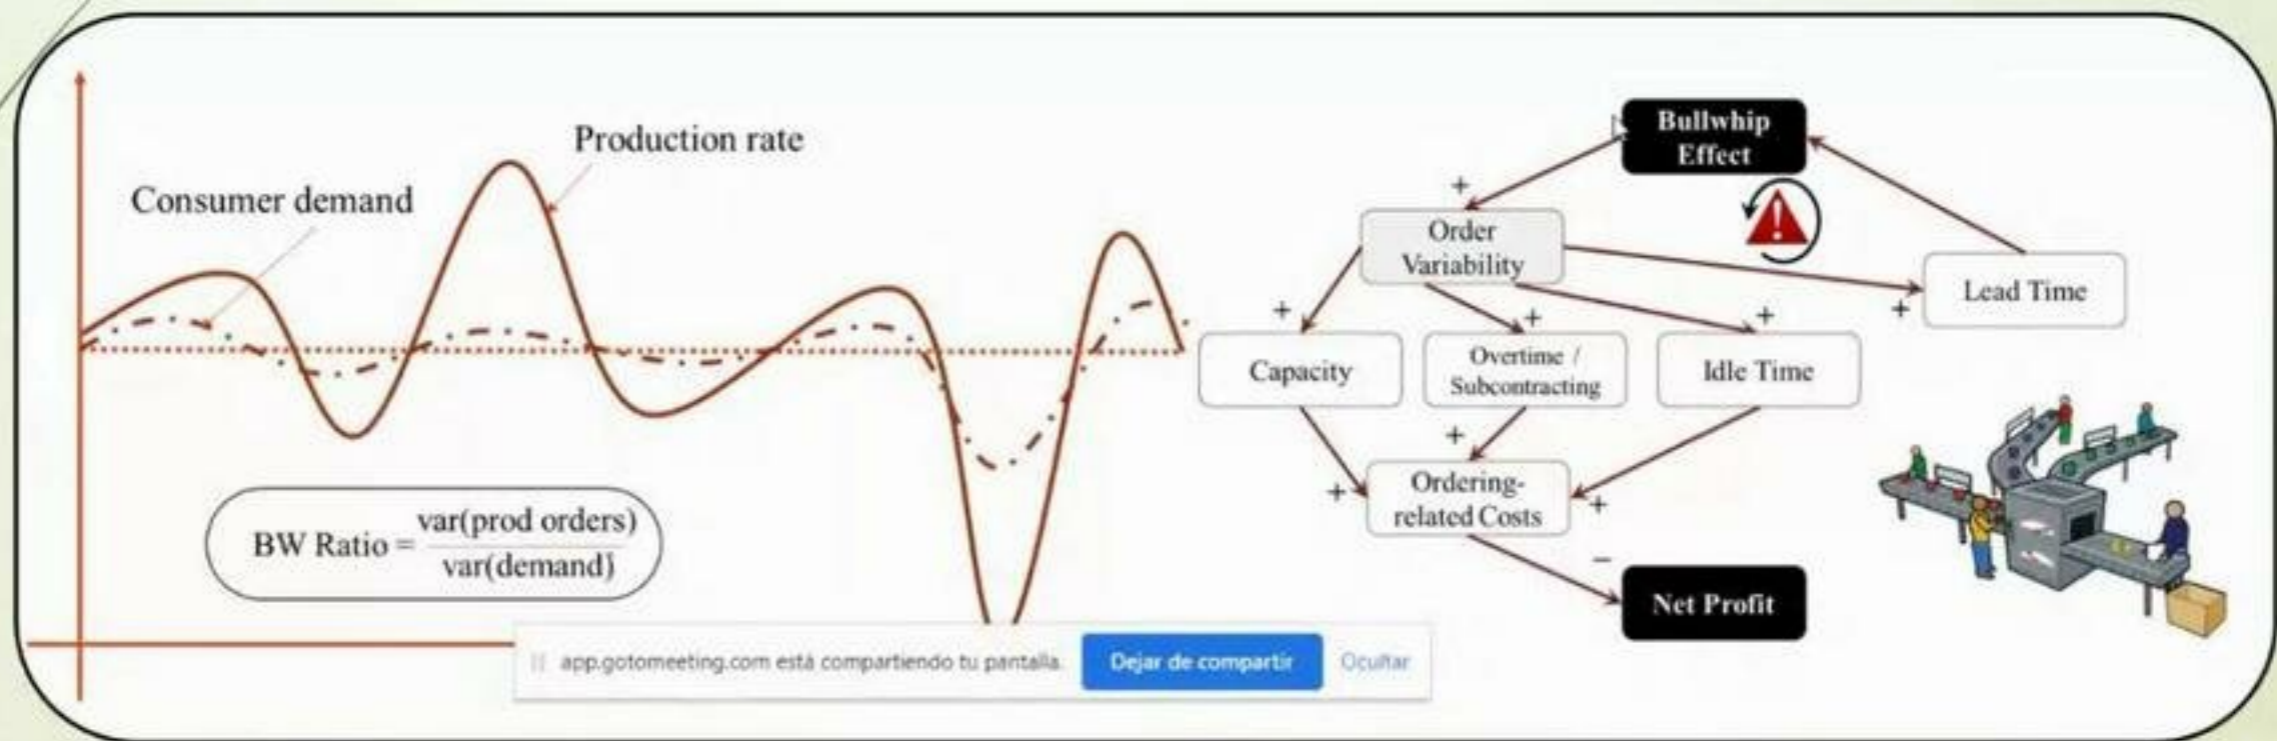 Consumer demand
Production rate
BW Ratio = var(prod orders)
var(demand)
Bullwhip
Effect
+
Order
Variability
Lead Time
+
+
+
+
Capacity
Overtime /
Subcontracting
Idle Time
+
+
+
Ordering-
related Costs
–
Net Profit
app.gotomeeting.com está compartiendo tu pantalla.
Dejar de compartir
Ocultar